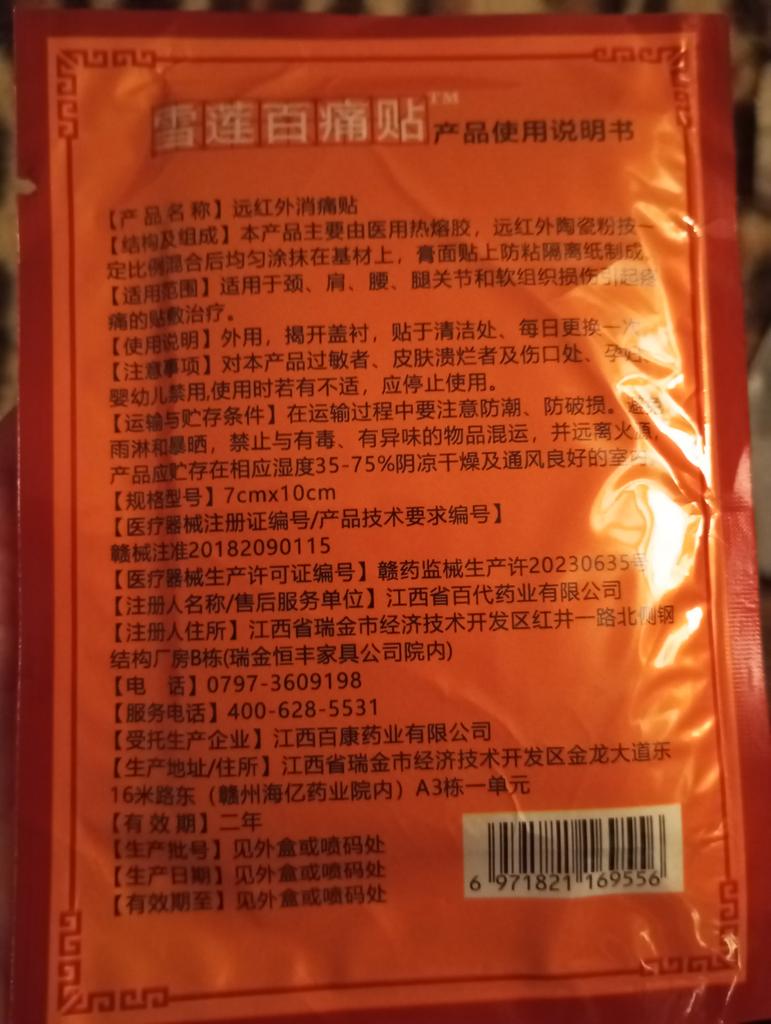 雪莲百痛贴™产品使用说明书
【产品名称】远红外消痛贴
【结构及组成】本产品主要由医用热熔胶,远红外陶瓷粉按一
定比例混合后均匀涂抹在基材上,膏面贴上防粘隔离纸制成。
【适用范围】适用于颈、肩、腰、腿关节和软组织损伤引起疼
痛的贴敷治疗。
【使用说明】外用,揭开盖衬,贴于清洁处、每日更换一次
【注意事项】对本产品过敏者、皮肤溃烂者及伤口处、孕妇、
婴幼儿禁用,使用时若有不适,应停止使用。
【运输与贮存条件】在运输过程中要注意防潮、防破损。避免
雨淋和暴晒,禁止与有毒、有异味的物品混运,并远离火源,
产品应贮存在相应湿度35-75%阴凉干燥及通风良好的室内
【规格型号】7cmx10cm
【医疗器械注册证编号/产品技术要求编号】
赣械注准20182090115
【医疗器械生产许可证编号】赣药监械生产许20230635号
【注册人名称/售后服务单位】江西省百代药业有限公司
【注册人住所】江西省瑞金市经济技术开发区红井一路北侧钢
结构厂房B栋(瑞金恒丰家具公司院内)
【电 话】0797-3609198
【服务电话】400-628-5531
【受托生产企业】江西百康药业有限公司
【生产地址/住所】江西省瑞金市经济技术开发区金龙大道东
16米路东(赣州海亿药业院内)A3栋一单元
【有效期】二年
【生产批号】见外盒或喷码处
【生产日期】见外盒或喷码处
【有效期至】见外盒或喷码处
6 971821 169556